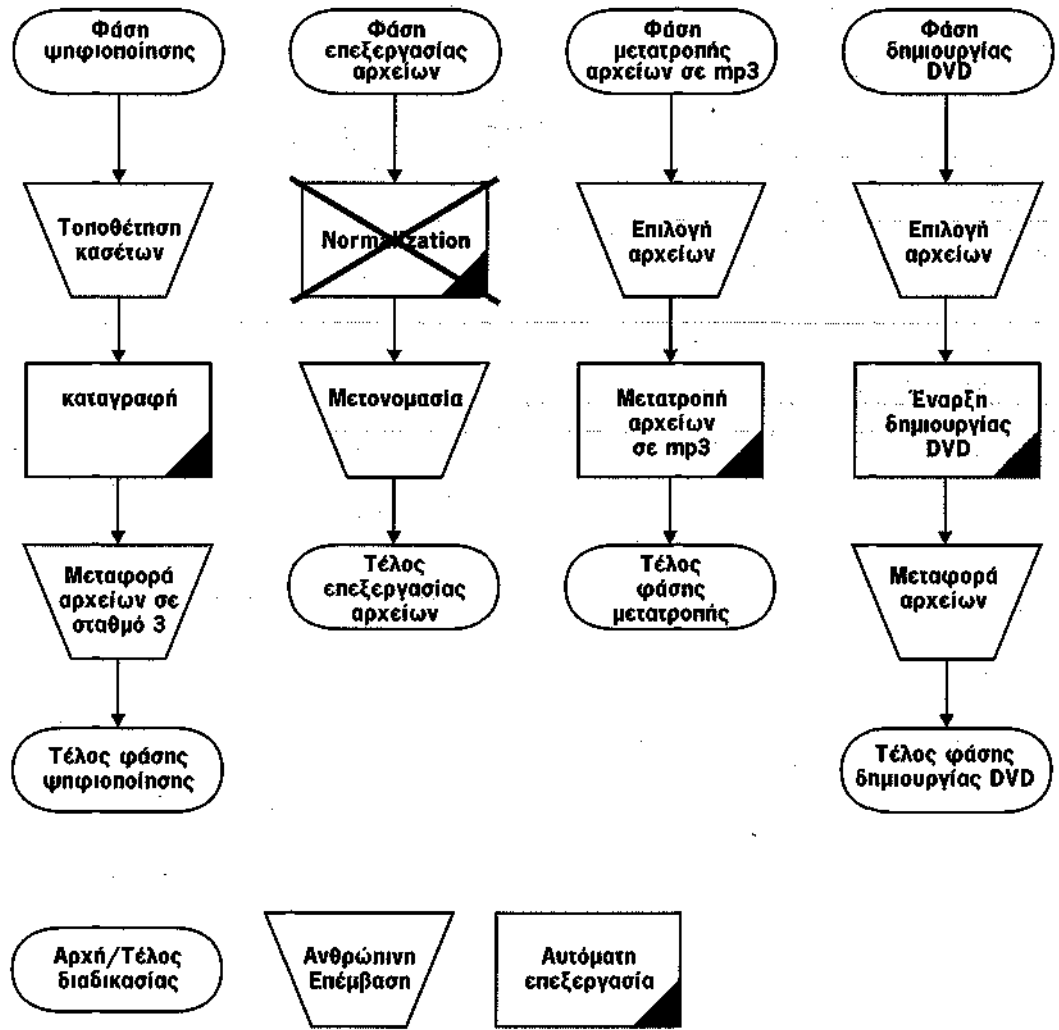 Φάση
ψηφιοποίησης
Τοποθέτηση
κασέτων
καταγραφή
Μεταφορά
αρχείων σε
σταθμό 3
Τέλος φάσης
ψηφιοποίησης
Φάση
επεξεργασίας
αρχείων
Normalization
Μετονομασία
Τέλος
επεξεργασίας
αρχείων
Φάση
μετατροπής
αρχείων σε mp3
Επιλογή
αρχείων
Μετατροπή
αρχείων
σε mp3
Τέλος
φάσης
μετατροπής
Φάση
δημιουργίας
DVD
Επιλογή
αρχείων
Έναρξη
δημιουργίας
DVD
Μεταφορά
αρχείων
Τέλος φάσης
δημιουργίας DVD
Αρχή/Τέλος
διαδικασίας
Ανθρώπινη
Επέμβαση
Αυτόματη
επεξεργασία